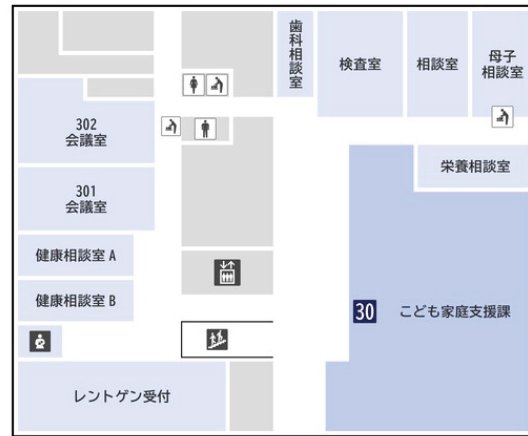 歯科相談室
検査室
相談室
母子
相談室
302
会議室
301
会議室
栄養相談室
健康相談室 A
健康相談室 B
30
こども家庭支援課
レントゲン受付